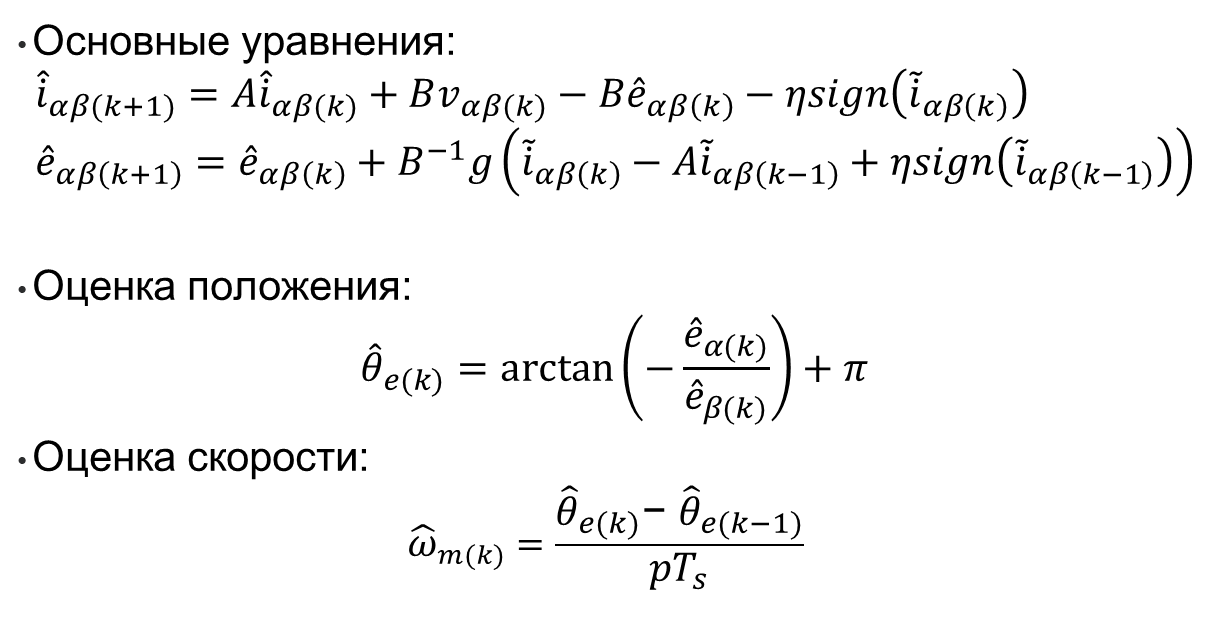 • Основные уравнения:
î_{αβ(k+1)} = Aî_{αβ(k)} + Bv_{αβ(k)} − Bê_{αβ(k)} − ηsign(ĩ_{αβ(k)})
ê_{αβ(k+1)} = ê_{αβ(k)} + B^{−1}g(ĩ_{αβ(k)} − Aĩ_{αβ(k−1)} + ηsign(ĩ_{αβ(k−1)}))
• Оценка положения:
θ̂_{e(k)} = arctan(−ê_{α(k)}/ê_{β(k)}) + π
• Оценка скорости:
ω̂_{m(k)} = (θ̂_{e(k)} − θ̂_{e(k−1)})/(pT_s)